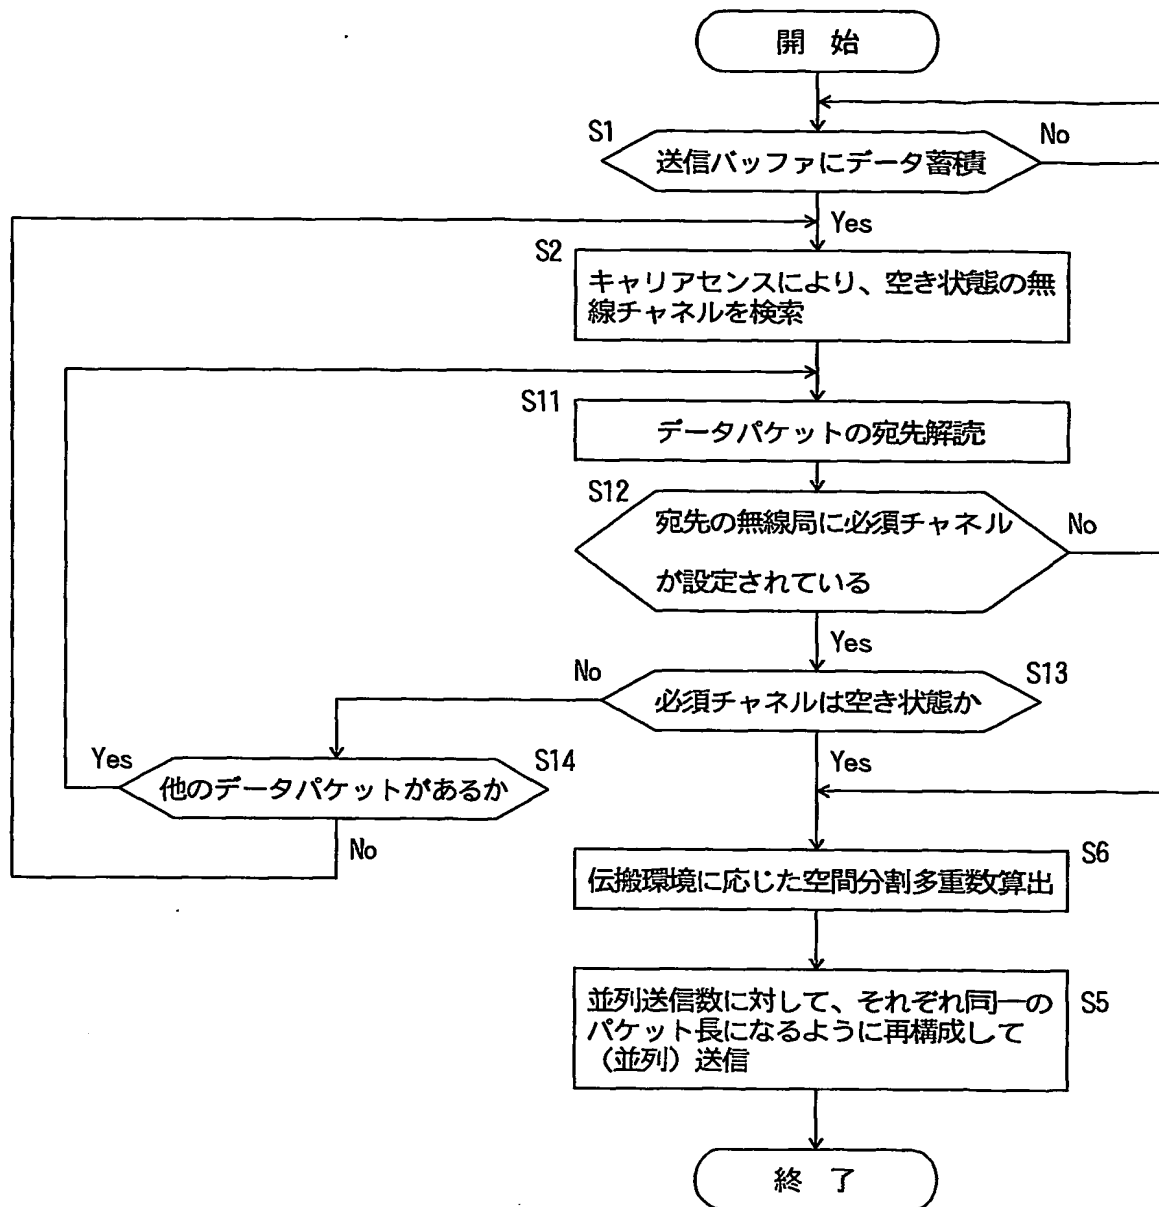 開 始
S1
送信バッファにデータ蓄積
No
Yes
S2
キャリアセンスにより、空き状態の無
線チャネルを検索
S11
データパケットの宛先解読
S12
宛先の無線局に必須チャネル
が設定されている
No
Yes
No
S13
必須チャネルは空き状態か
Yes
Yes
S14
他のデータパケットがあるか
No
S6
伝搬環境に応じた空間分割多重数算出
S5
並列送信数に対して、それぞれ同一の
パケット長になるように再構成して
(並列)送信
終 了